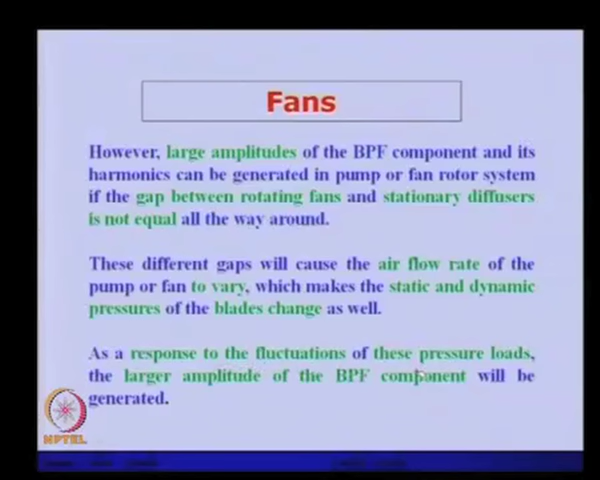 Fans
However, large amplitudes of the BPF component and its
harmonics can be generated in pump or fan rotor system
if the gap between rotating fans and stationary diffusers
is not equal all the way around.
These different gaps will cause the air flow rate of the
pump or fan to vary, which makes the static and dynamic
pressures of the blades change as well.
As a response to the fluctuations of these pressure loads,
the larger amplitude of the BPF component will be
generated.
NPTEL